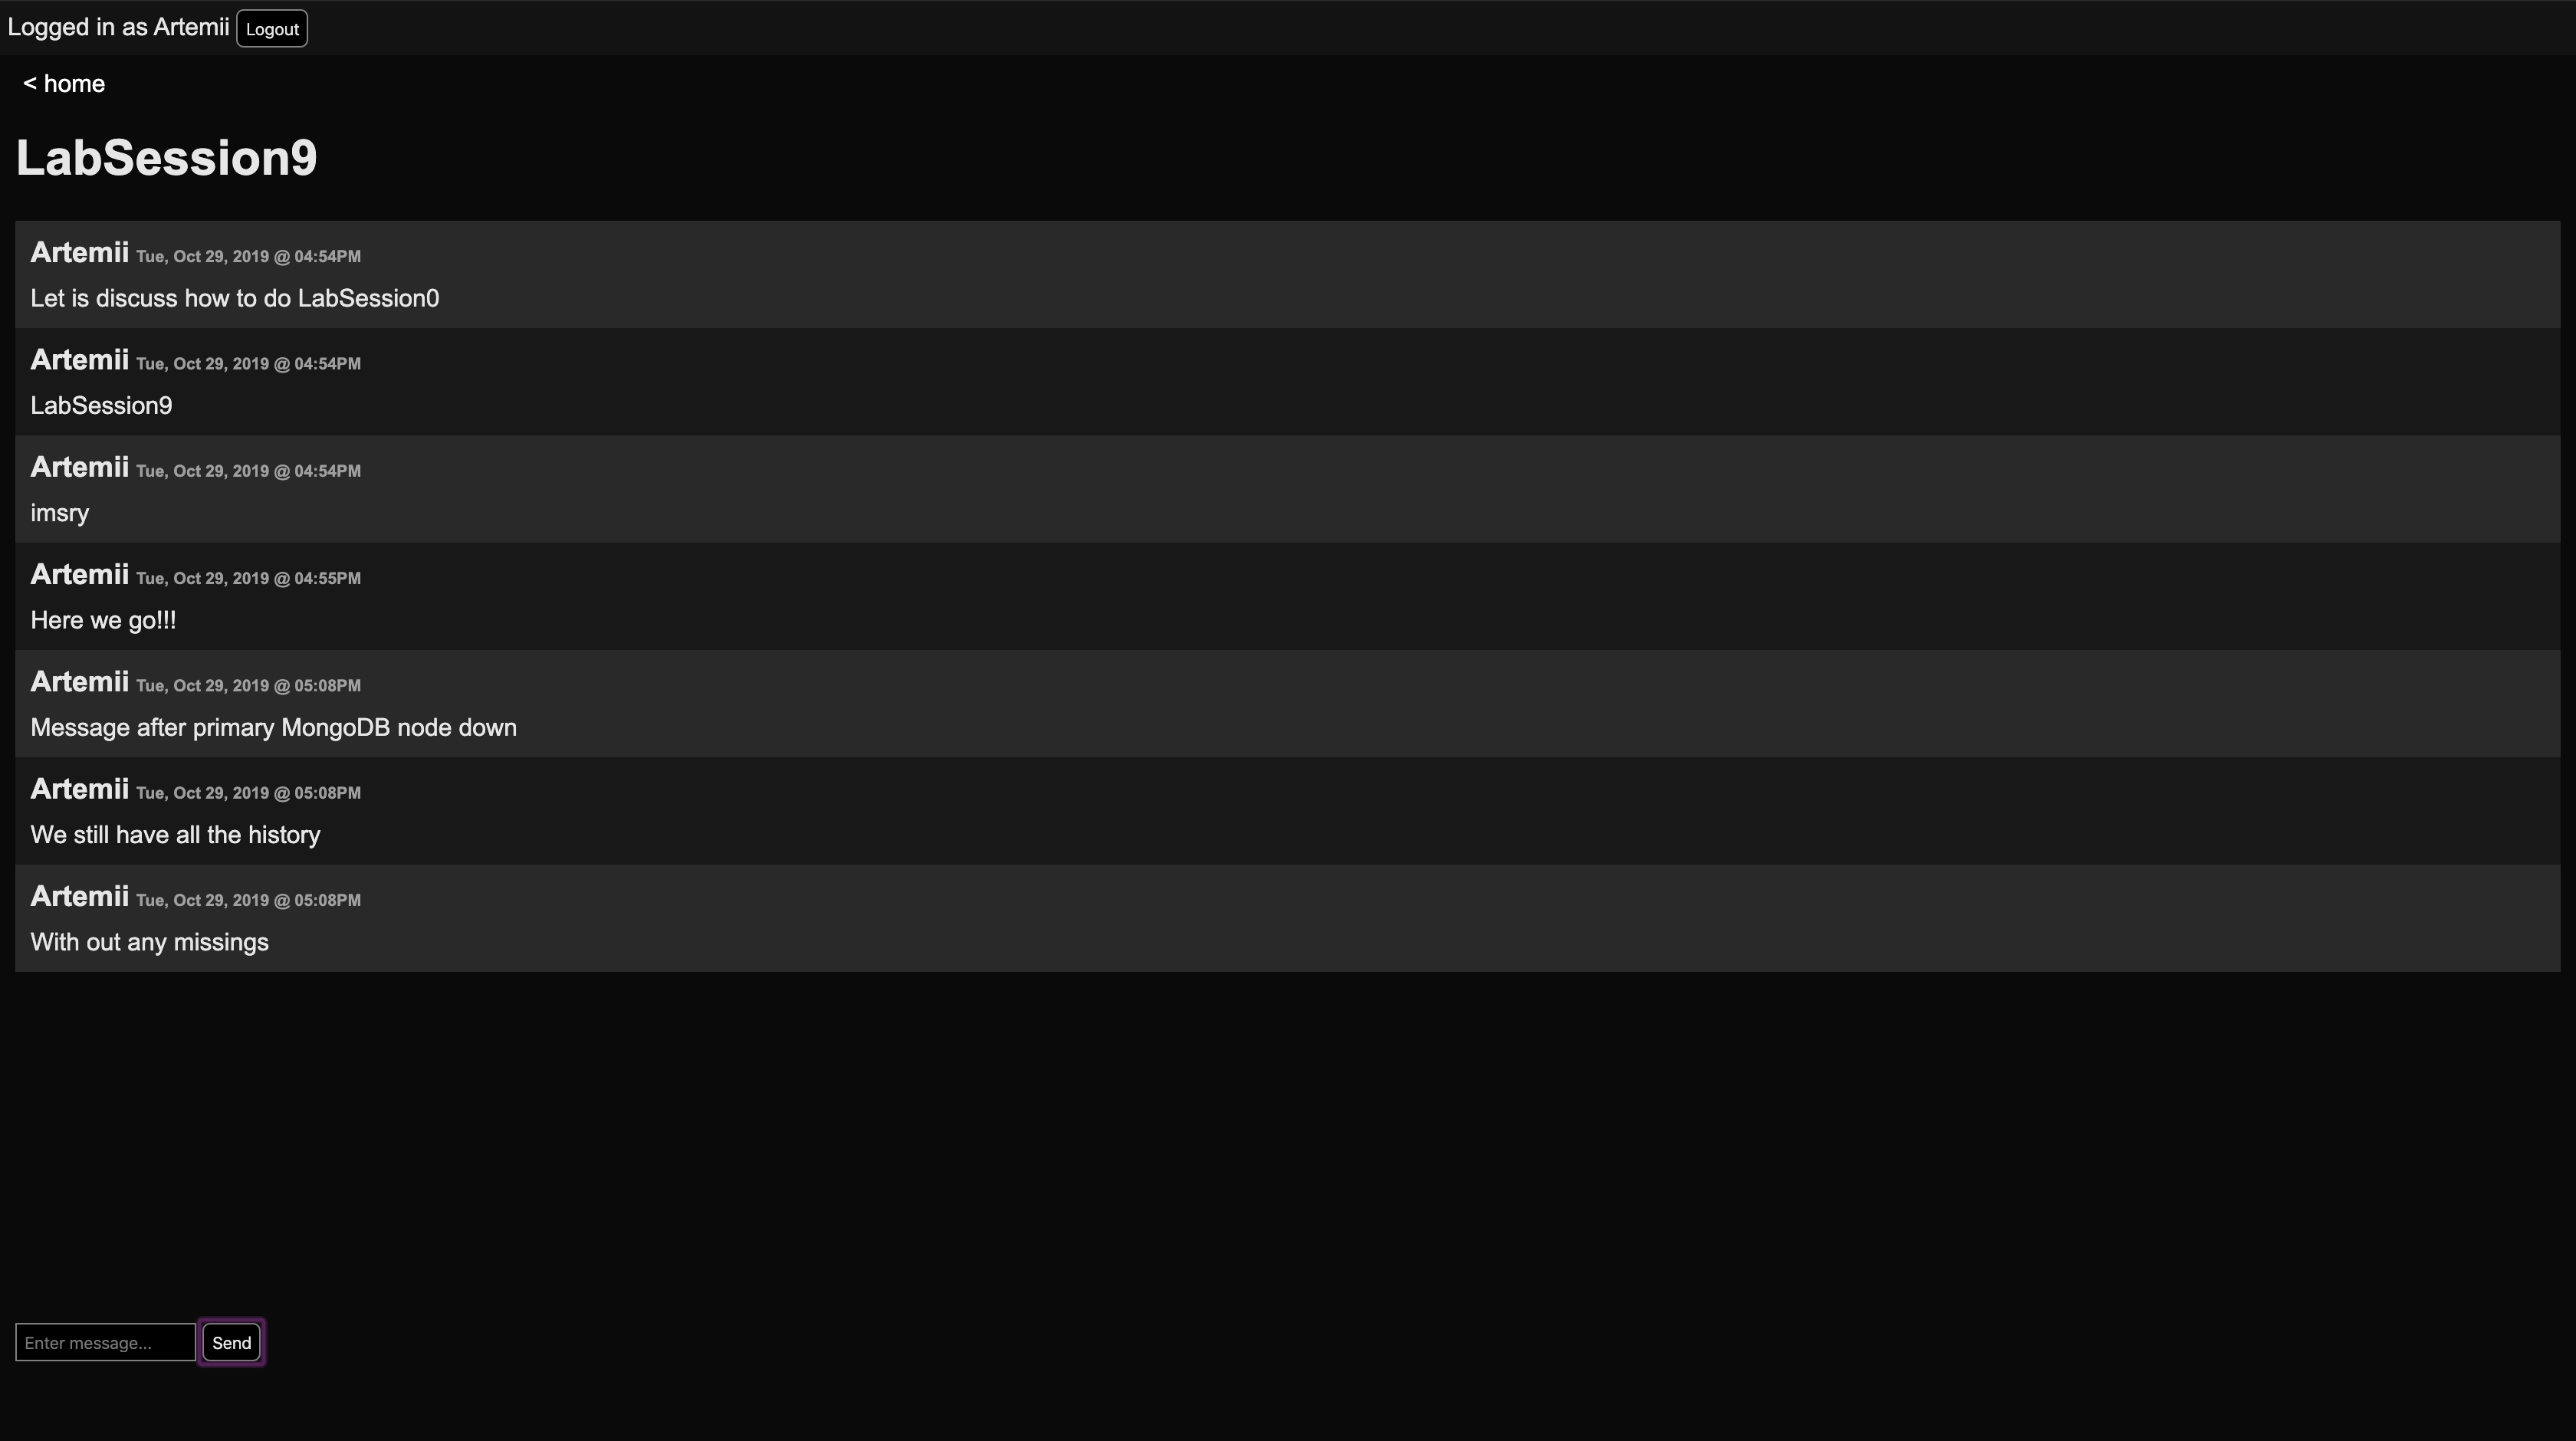 Logged in as Artemii Logout
< home
LabSession9
Artemii Tue, Oct 29, 2019 @ 04:54PM
Let is discuss how to do LabSession0
Artemii Tue, Oct 29, 2019 @ 04:54PM
LabSession9
Artemii Tue, Oct 29, 2019 @ 04:54PM
imsry
Artemii Tue, Oct 29, 2019 @ 04:55PM
Here we go!!!
Artemii Tue, Oct 29, 2019 @ 05:08PM
Message after primary MongoDB node down
Artemii Tue, Oct 29, 2019 @ 05:08PM
We still have all the history
Artemii Tue, Oct 29, 2019 @ 05:08PM
With out any missings
Enter message... Send